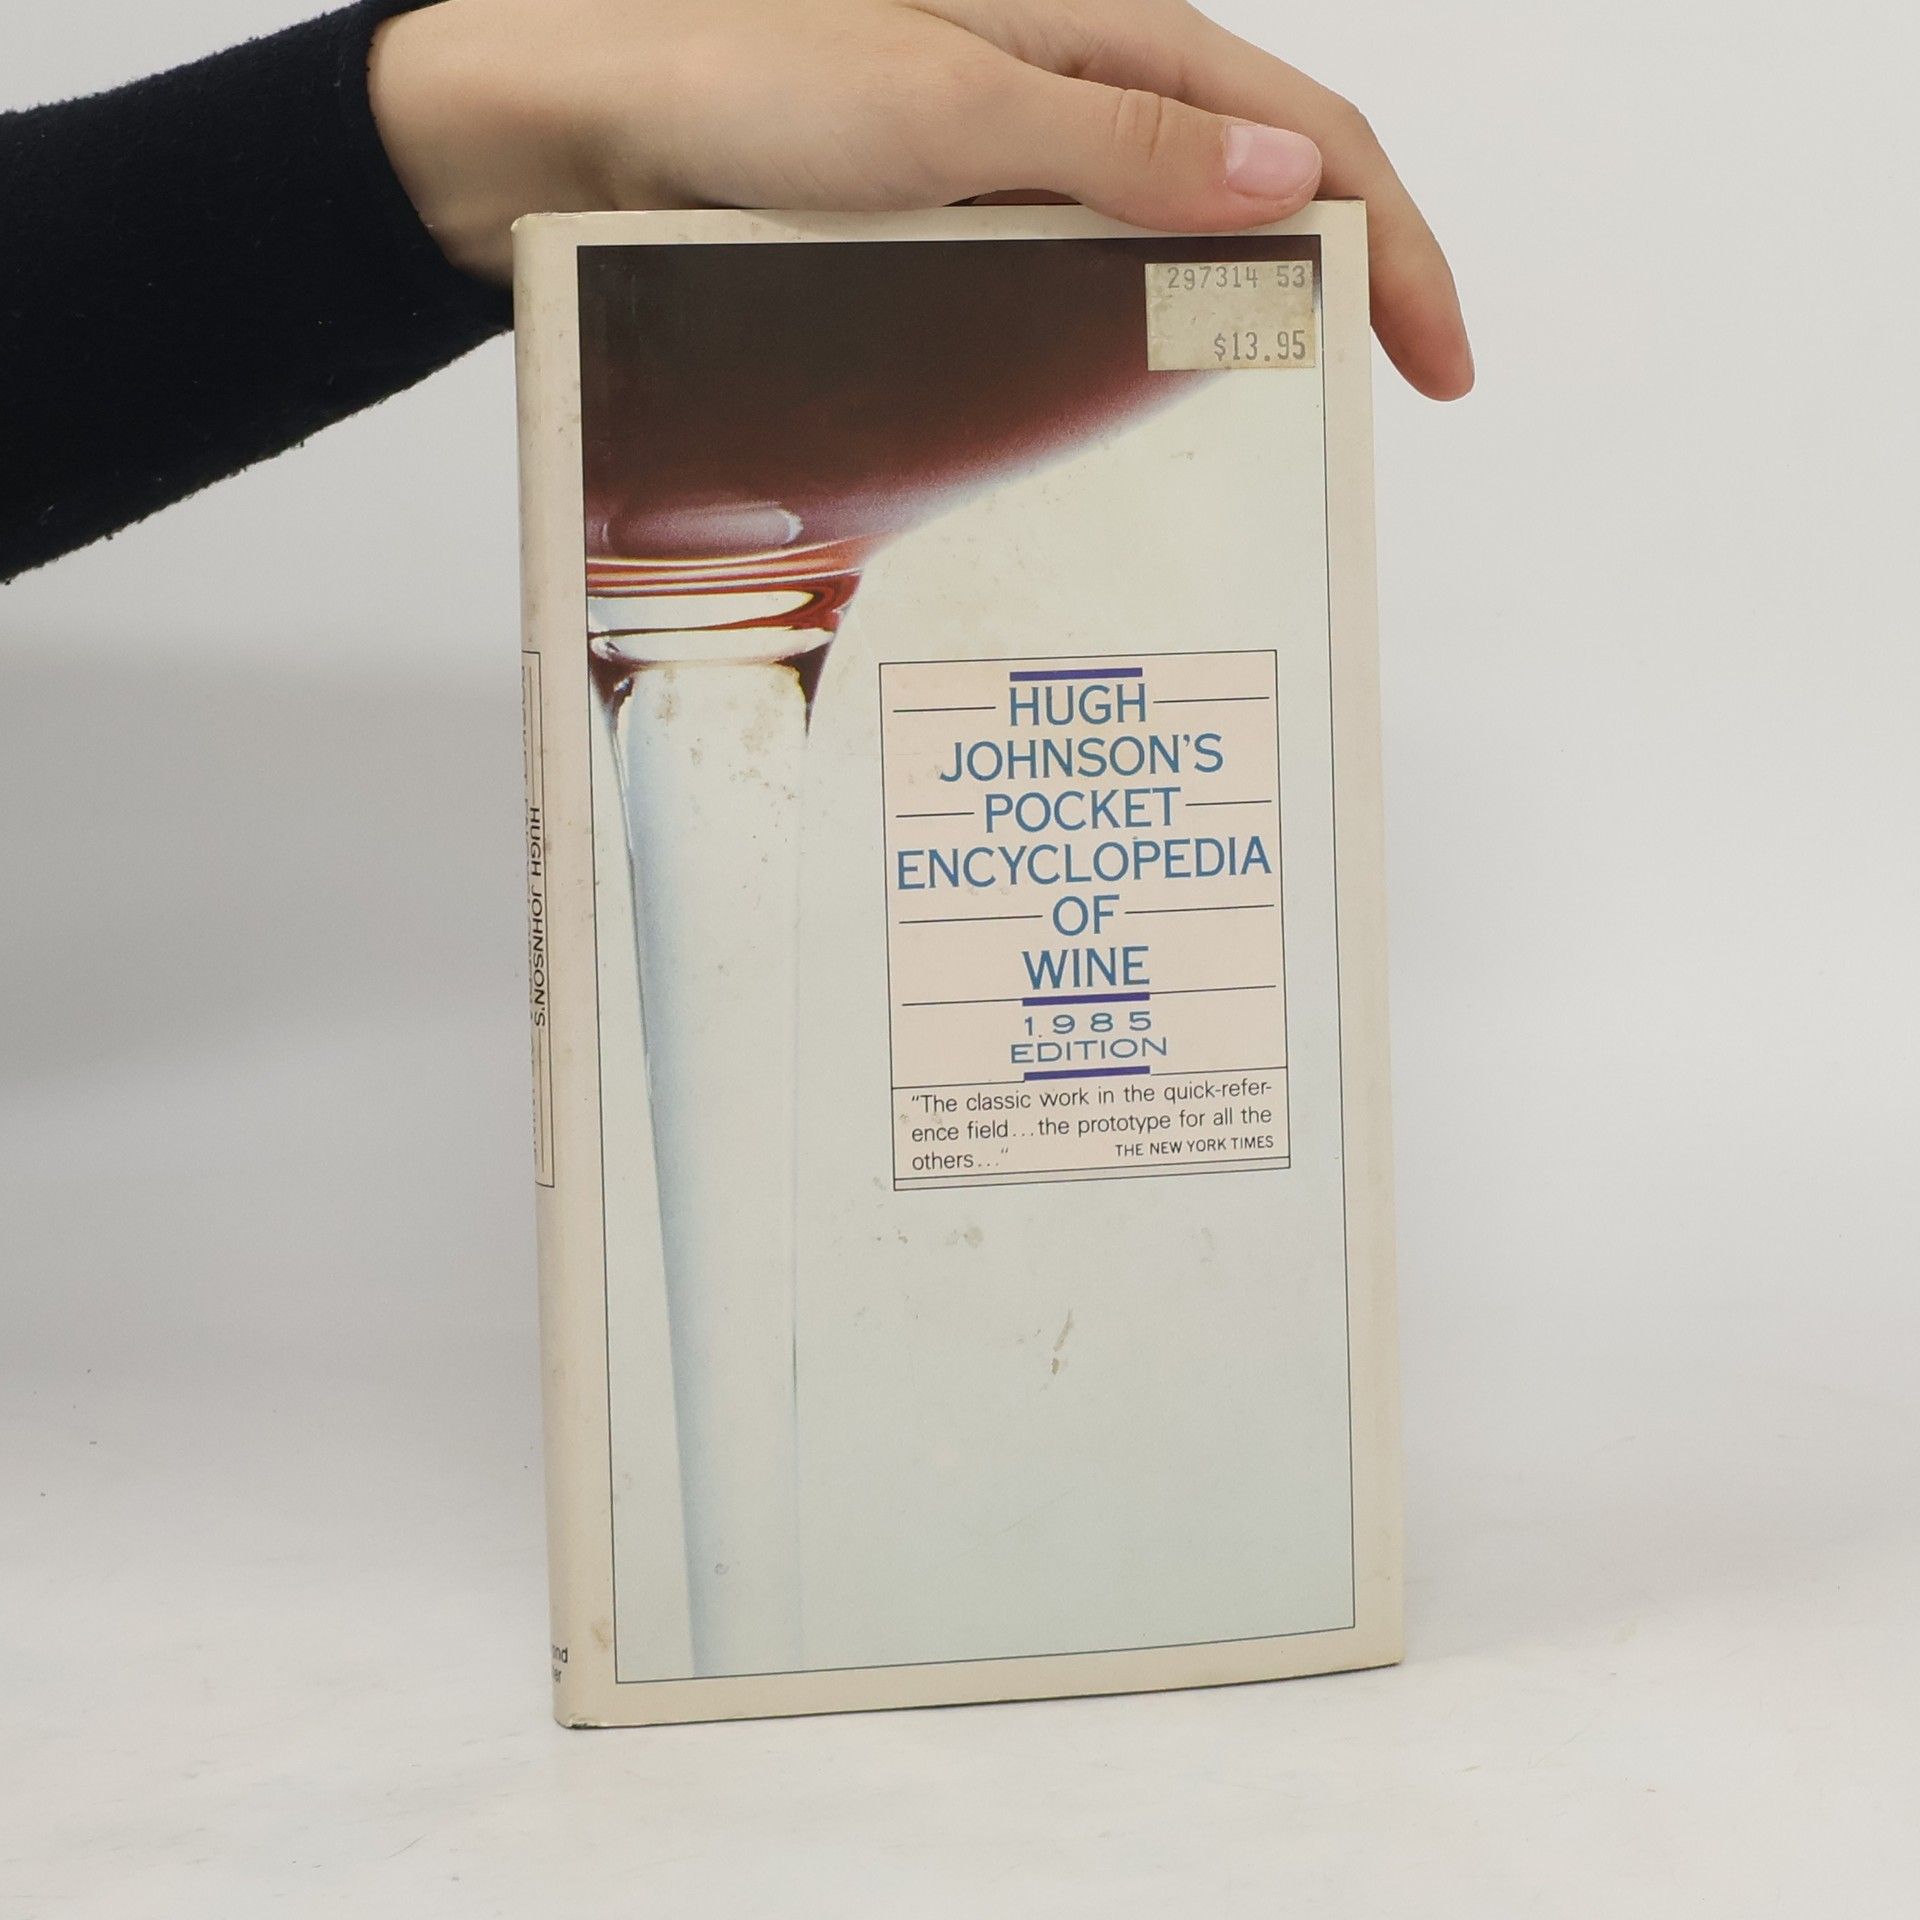 297314 53
$13.95
HUGH
JOHNSON'S
POCKET
ENCYCLOPEDIA
OF
WINE
1985
EDITION
"The classic work in the quick-refer-
ence field...the prototype for all the
others..."
THE NEW YORK TIMES
HUGH JOHNSON'S